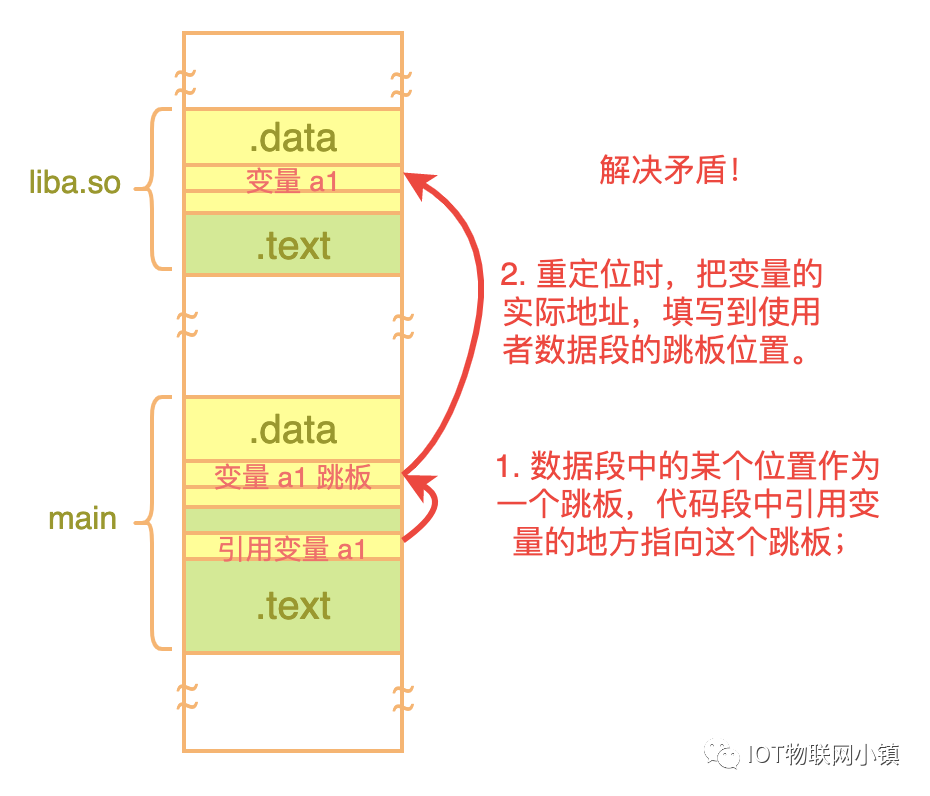 .data
liba.so
变量 a1
.text
解决矛盾！
2. 重定位时，把变量的
实际地址，填写到使用
者数据段的跳板位置。
.data
main
变量 a1 跳板
引用变量 a1
.text
1. 数据段中的某个位置作为
一个跳板，代码段中引用变
量的地方指向这个跳板；
IOT物联网小镇